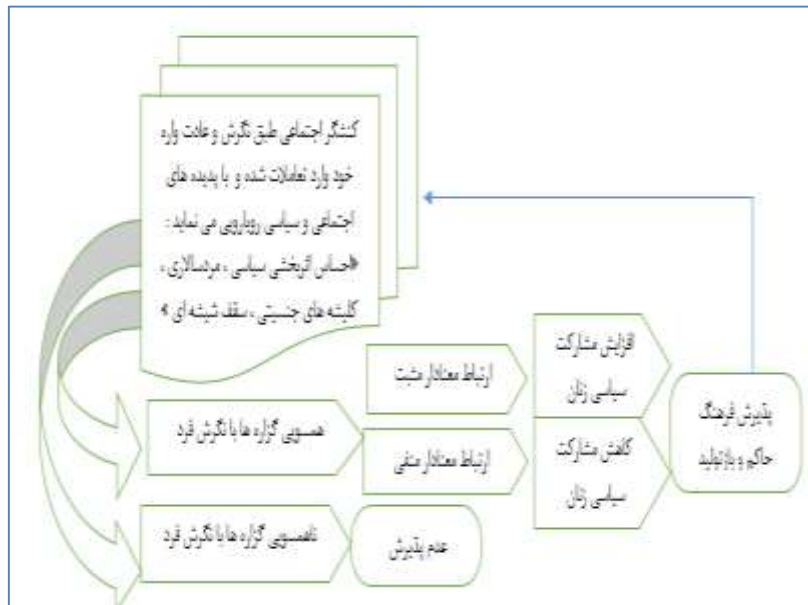 کنشگر اجتماعی طبق نگرش و عادت واره
خود وارد تعاملات شده و با پدیده های
اجتماعی و سیاسی رویارویی می نماید :
«حساس اثربخشی سیاسی ، مردسالاری ،
کلیشه های جنسیتی ، سقف شیشه ای »
همسویی گزاره ها با نگرش فرد
ارتباط معنادار مثبت
افزایش مشارکت
سیاسی زنان
ارتباط معنادار منفی
کاهش مشارکت
سیاسی زنان
پذیرش فرهنگ
حاکم و بازتولید
ناهمسویی گزاره ها با نگرش فرد
عدم پذیرش